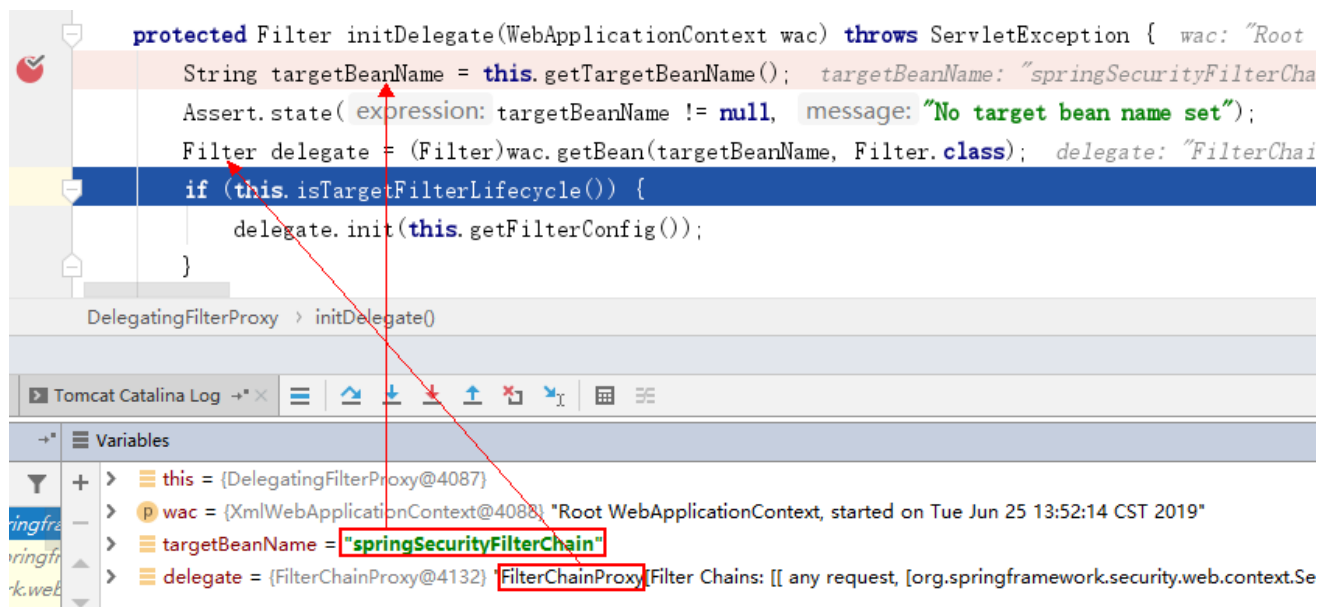 protected Filter initDelegate(WebApplicationContext wac) throws ServletException {  wac: "Root
String targetBeanName = this.getTargetBeanName();  targetBeanName: "springSecurityFilterCha
Assert.state( expression: targetBeanName != null,  message: "No target bean name set");
Filter delegate = (Filter)wac.getBean(targetBeanName, Filter.class);  delegate: "FilterChai
if (this.isTargetFilterLifecycle()) {
delegate.init(this.getFilterConfig());
}
DelegatingFilterProxy > initDelegate()
Tomcat Catalina Log
Variables
this = {DelegatingFilterProxy@4087}
wac = {XmlWebApplicationContext@4088} "Root WebApplicationContext, started on Tue Jun 25 13:52:14 CST 2019"
targetBeanName = "springSecurityFilterChain"
delegate = {FilterChainProxy@4132} "FilterChainProxy[Filter Chains: [[ any request, [org.springframework.security.web.context.Se
ringfra
ringfr
rk.web